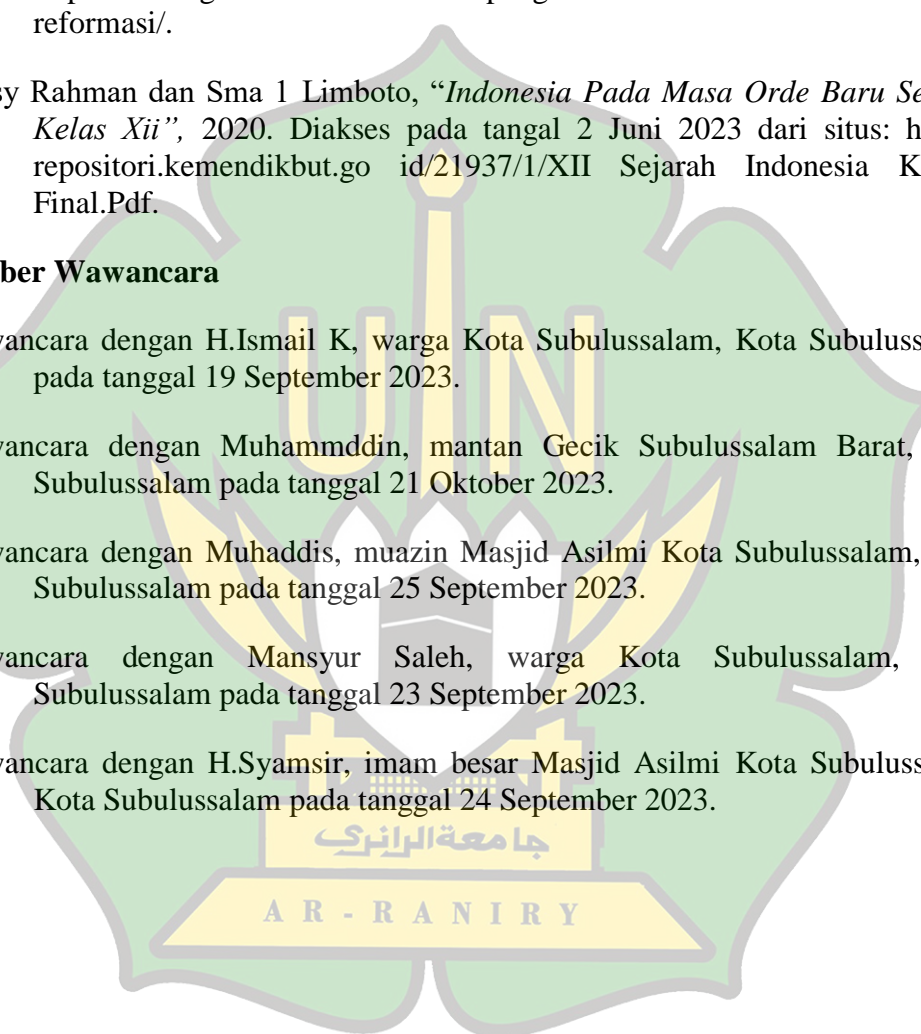 reformasi/.
sy Rahman dan Sma 1 Limboto, “Indonesia Pada Masa Orde Baru Se
Kelas Xii”, 2020. Diakses pada tangal 2 Juni 2023 dari situs: h
repositori.kemendikbut.go id/21937/1/XII Sejarah Indonesia K
Final.Pdf.
ber Wawancara
vancara dengan H.Ismail K, warga Kota Subulussalam, Kota Subuluss
pada tanggal 19 September 2023.
vancara dengan Muhammddin, mantan Gecik Subulussalam Barat,
Subulussalam pada tanggal 21 Oktober 2023.
vancara dengan Muhaddis, muazin Masjid Asilmi Kota Subulussalam,
Subulussalam pada tanggal 25 September 2023.
vancara dengan Mansyur Saleh, warga Kota Subulussalam,
Subulussalam pada tanggal 23 September 2023.
vancara dengan H.Syamsir, imam besar Masjid Asilmi Kota Subuluss
Kota Subulussalam pada tanggal 24 September 2023.
UIN
جامعة الرانري
AR-RANIRY